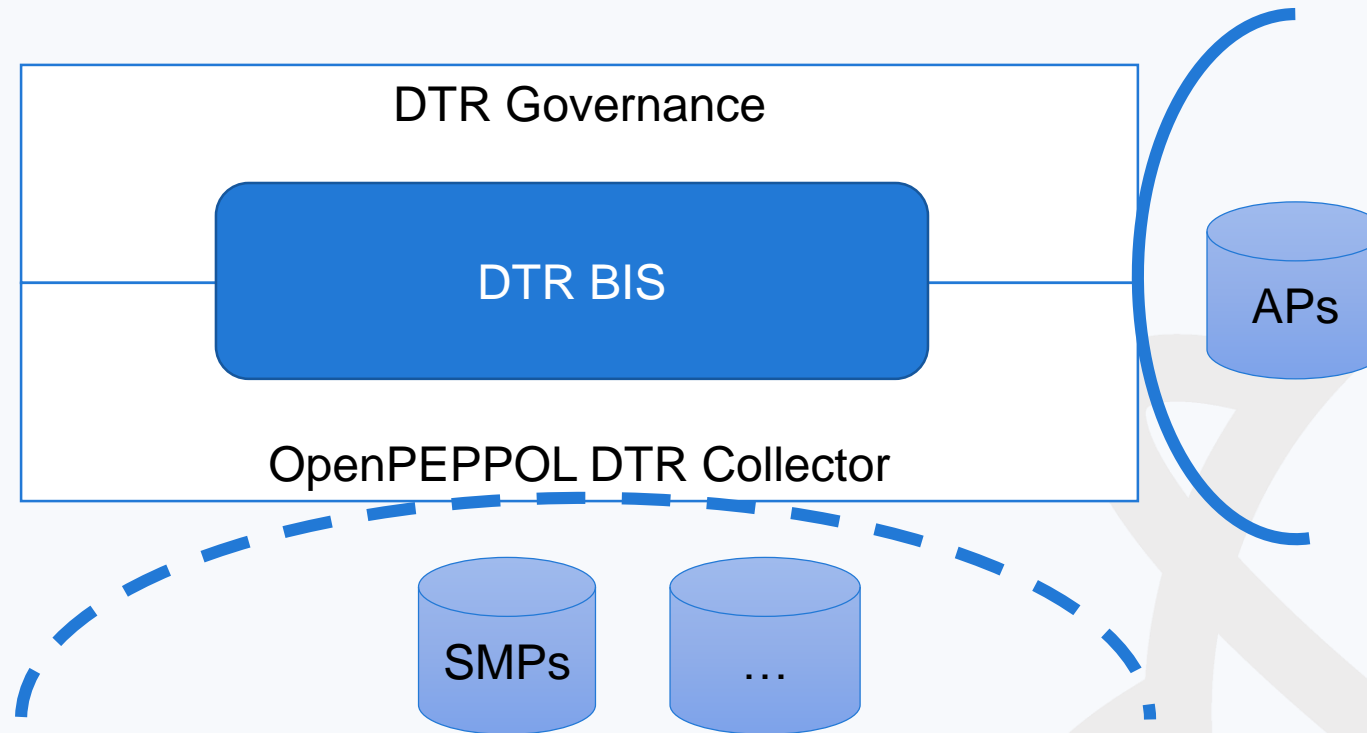 DTR Governance
DTR BIS
APs
OpenPEPPOL DTR Collector
SMPs
…